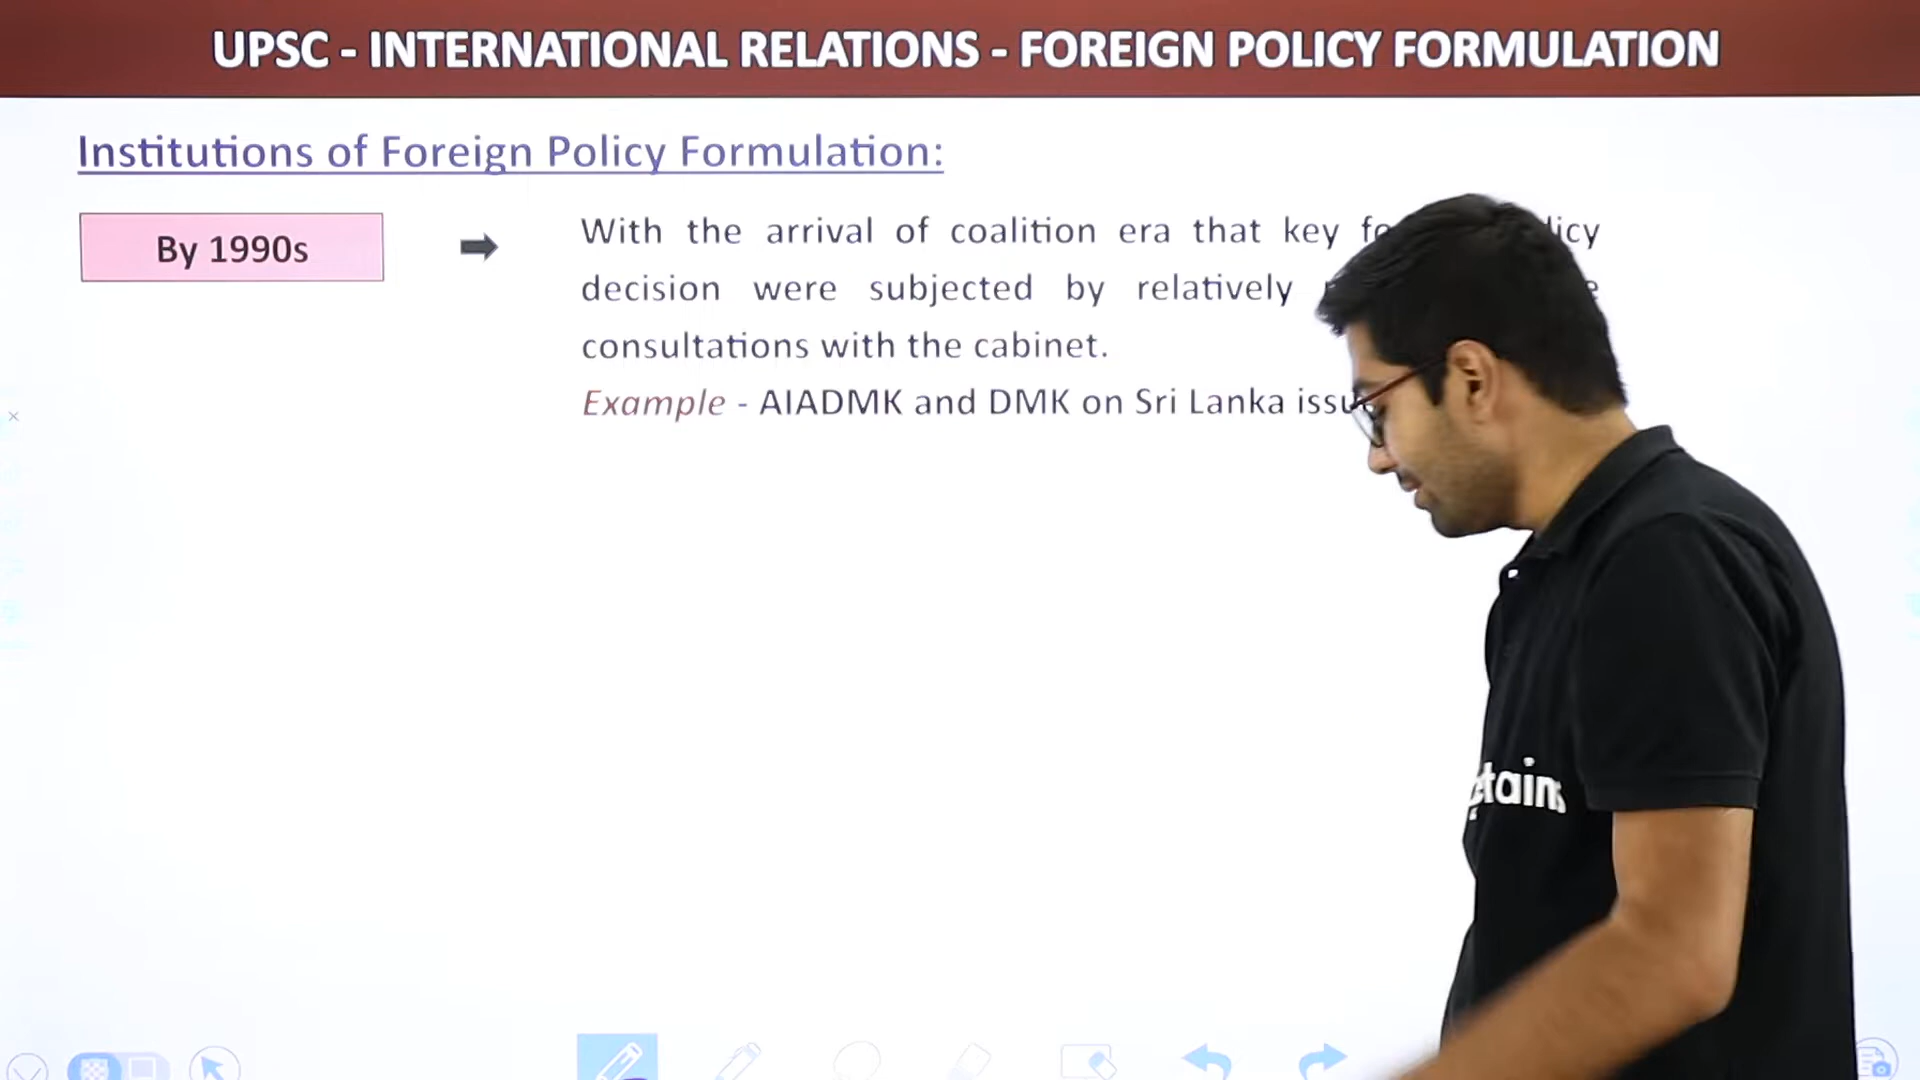 UPSC - INTERNATIONAL RELATIONS - FOREIGN POLICY FORMULATION
Institutions of Foreign Policy Formulation:
By 1990s
With the arrival of coalition era that key
decision were subjected by relatively
consultations with the cabinet.
Example - AIADMK and DMK on Sri Lanka